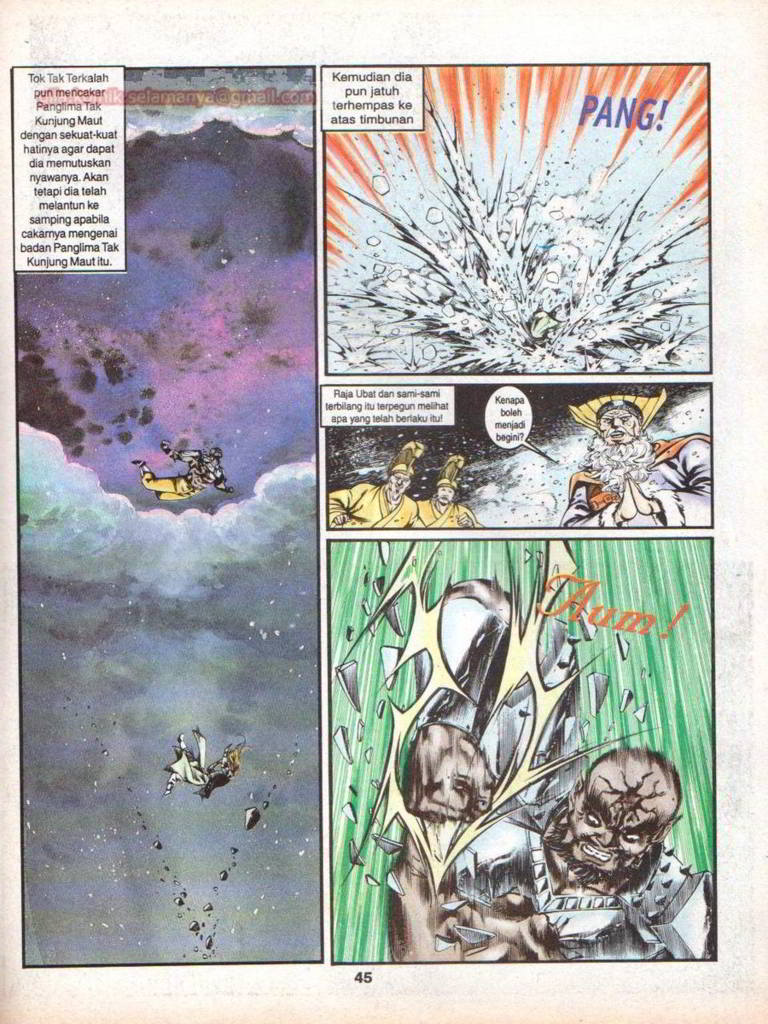 Tok Tak Terkalah
pun mencakar
Panglima Tak
Kunjung Maut
dengan sekuat-kuat
hatinya agar dapat
dia memutuskan
nyawanya. Akan
tetapi dia telah
melantun ke
samping apabila
cakarnya mengenai
badan Panglima Tak
Kunjung Maut itu.
selamanya@gmail.com
Kemudian dia
pun jatuh
terhempas ke
atas timbunan
PANG!
Raja Ubat dan sami-sami
terbilang itu terpegun melihat
apa yang telah berlaku itu!
Kenapa
boleh
menjadi
begini?
Aum!
45